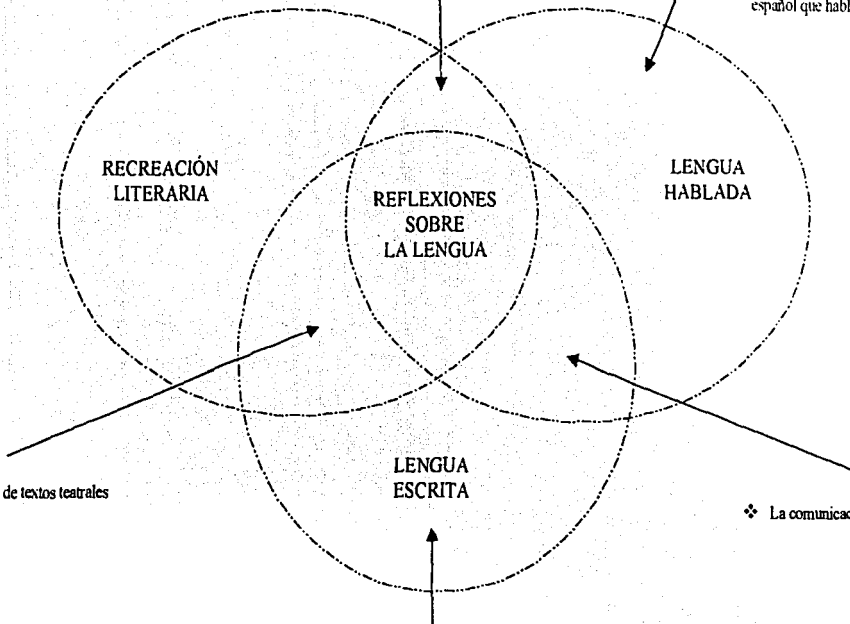 español que habl
RECREACIÓN
LITERARIA
LENGUA
HABLADA
REFLEXIONES
SOBRE
LA LENGUA
LENGUA
ESCRITA
de textos teatrales
❖ La comunicac